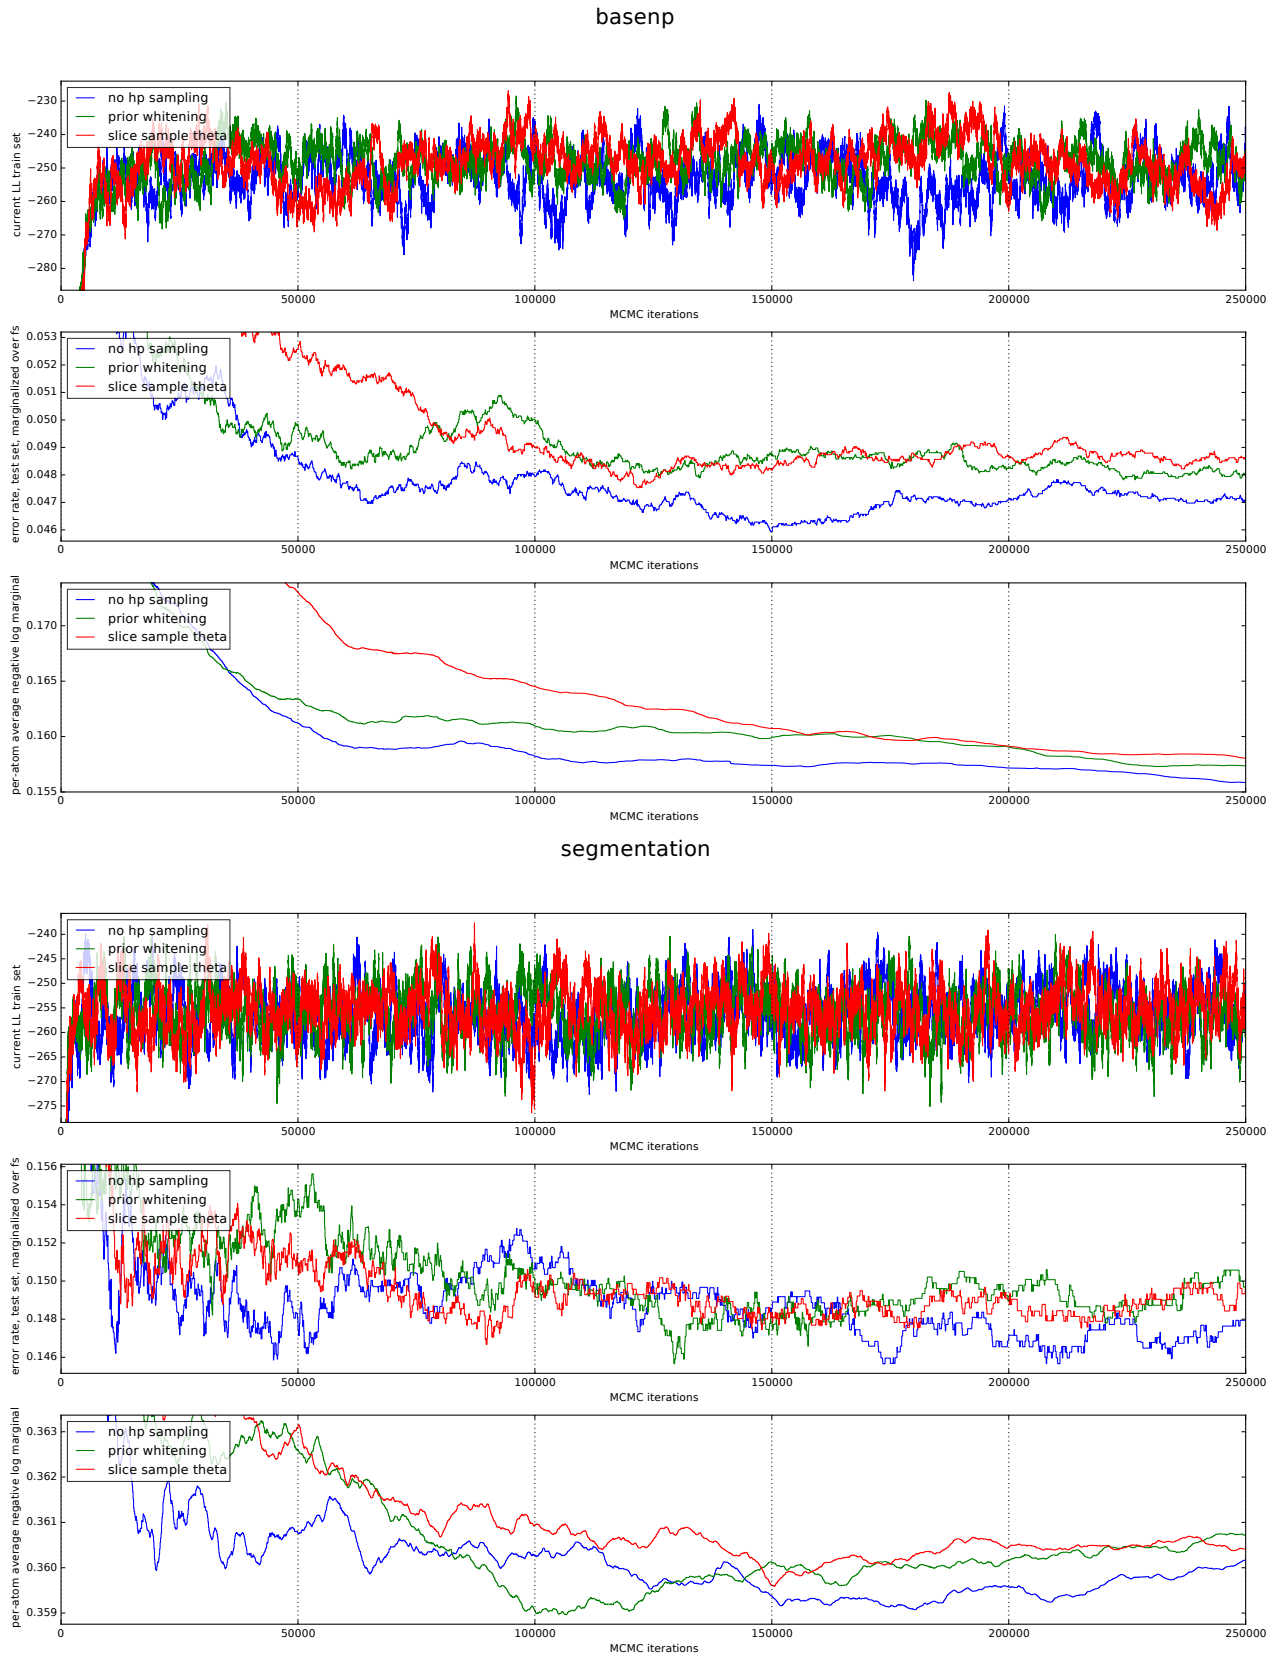 basenp
−230
−240
−250
−260
−270
−280
current LL train set
no hp sampling
prior whitening
slice sample theta
0 50000 100000 150000 200000 250000
MCMC iterations
0.053
0.052
0.051
0.050
0.049
0.048
0.047
0.046
error rate, test set, marginalized over fs
no hp sampling
prior whitening
slice sample theta
0 50000 100000 150000 200000 250000
MCMC iterations
0.170
0.165
0.160
0.155
per-atom average negative log marginal
no hp sampling
prior whitening
slice sample theta
0 50000 100000 150000 200000 250000
MCMC iterations
segmentation
−240
−245
−250
−255
−260
−265
−270
−275
current LL train set
no hp sampling
prior whitening
slice sample theta
0 50000 100000 150000 200000 250000
MCMC iterations
0.156
0.154
0.152
0.150
0.148
0.146
error rate, test set, marginalized over fs
no hp sampling
prior whitening
slice sample theta
0 50000 100000 150000 200000 250000
MCMC iterations
0.363
0.362
0.361
0.360
0.359
per-atom average negative log marginal
no hp sampling
prior whitening
slice sample theta
0 50000 100000 150000 200000 250000
MCMC iterations